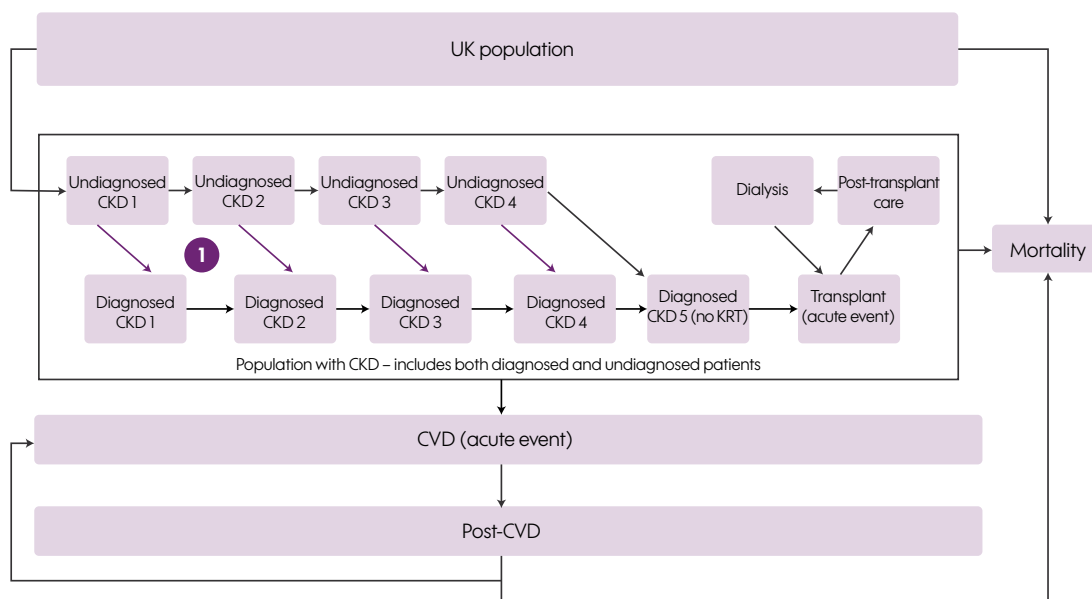 UK population
Undiagnosed
CKD 1
Undiagnosed
CKD 2
Undiagnosed
CKD 3
Undiagnosed
CKD 4
Dialysis
Post-transplant
care
1
Mortality
Diagnosed
CKD 1
Diagnosed
CKD 2
Diagnosed
CKD 3
Diagnosed
CKD 4
Diagnosed
CKD 5 (no KRT)
Transplant
(acute event)
Population with CKD – includes both diagnosed and undiagnosed patients
CVD (acute event)
Post-CVD